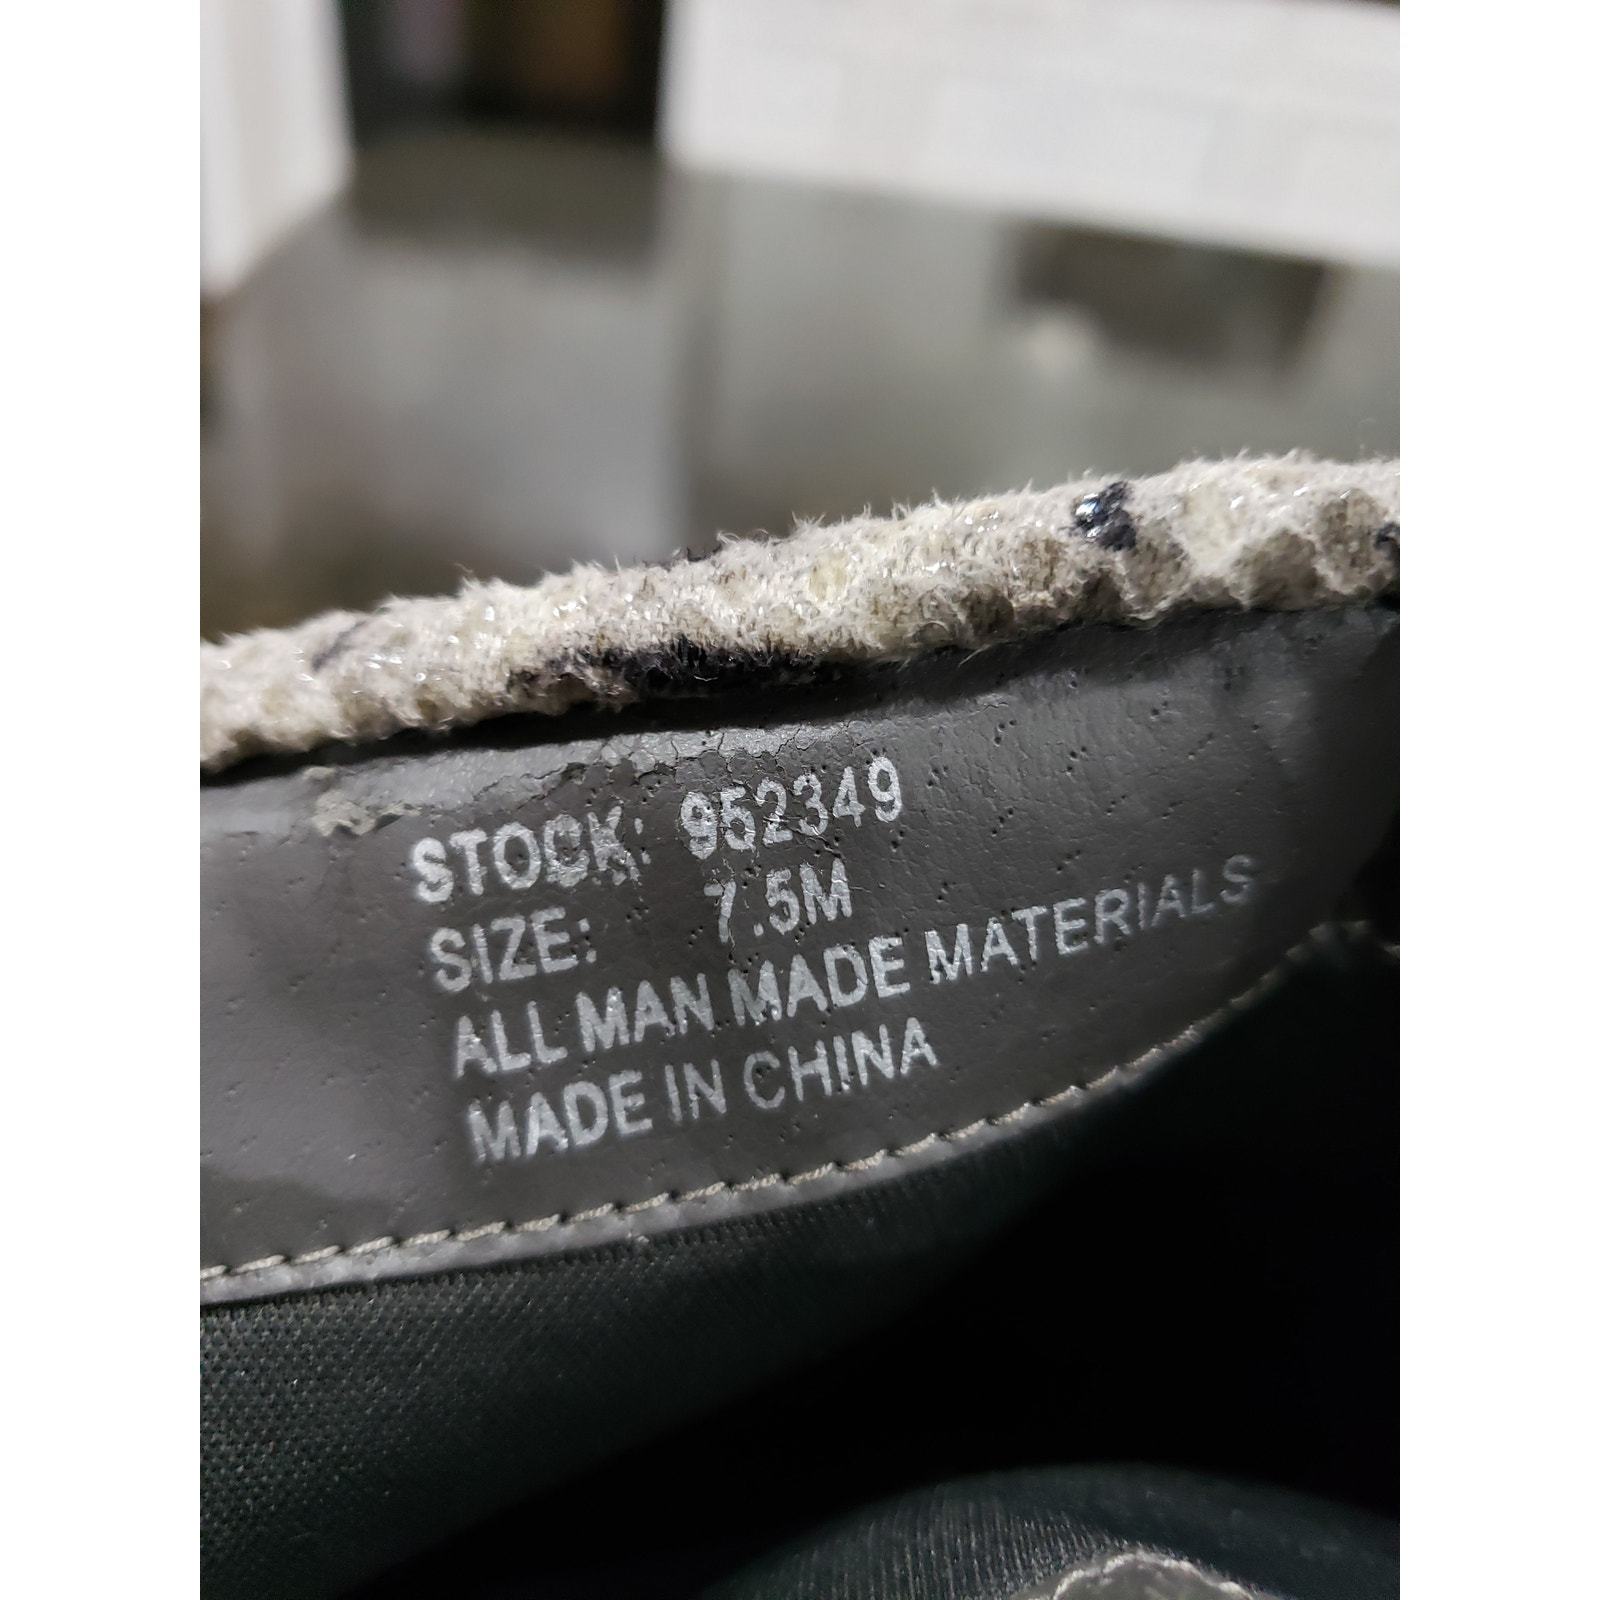 STOCK: 952349
SIZE: 7.5M
ALL MAN MADE MATERIALS
MADE IN CHINA